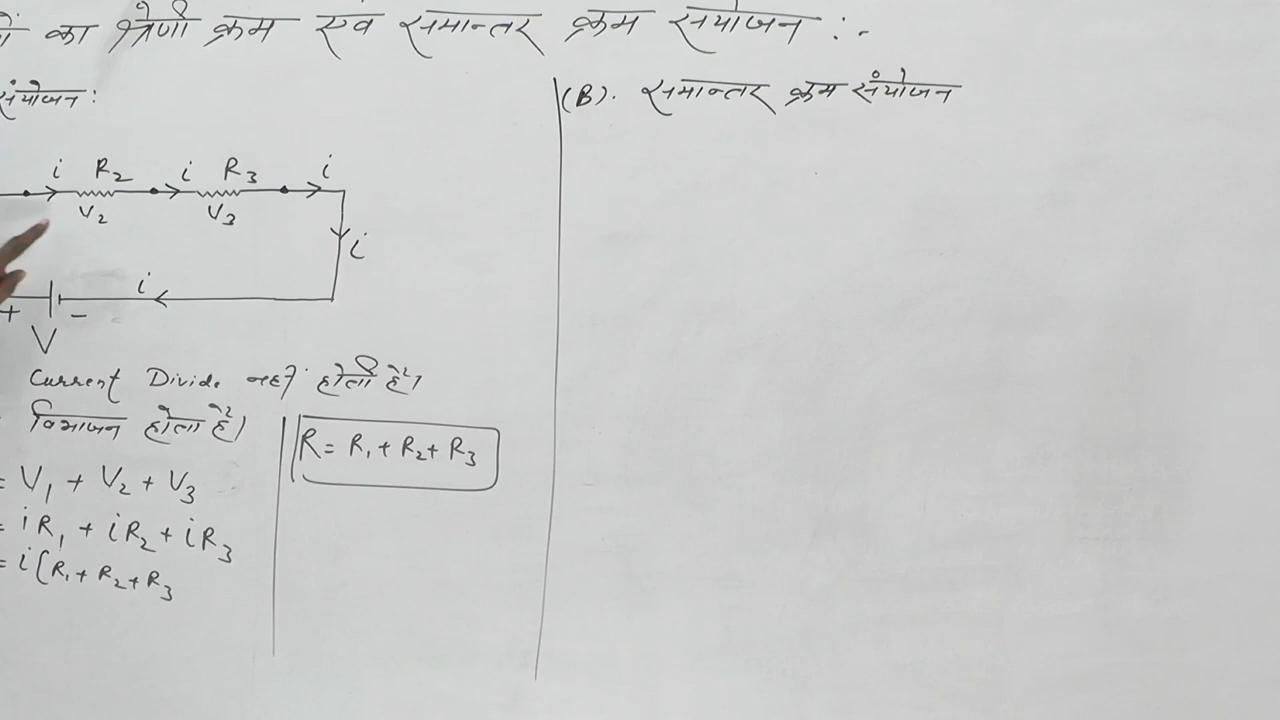 का श्रेणी क्रम एवं समान्तर क्रम संयोजन :-
संयोजन :
i R₂ i R₃ i
V₂ V₃
i
i
+ -
V
Current Divide नहीं होती है।
विभाजन होता है।
= V₁ + V₂ + V₃
= iR₁ + iR₂ + iR₃
= i(R₁ + R₂ + R₃
R = R₁ + R₂ + R₃
(B). समान्तर क्रम संयोजन